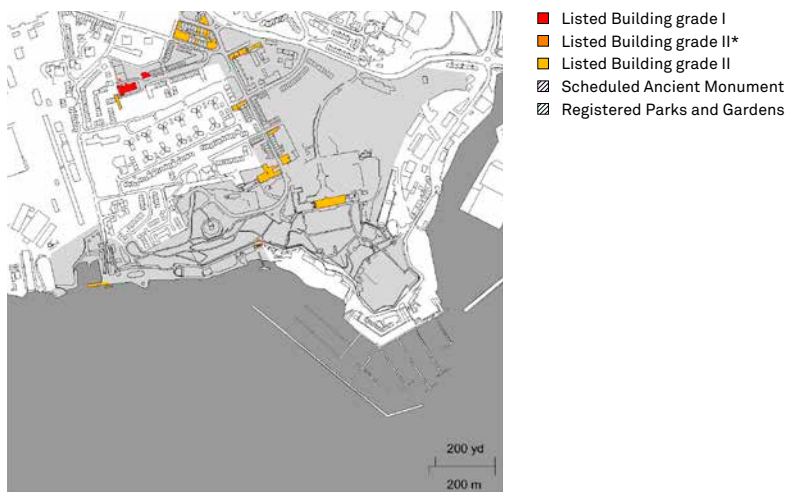 Listed Building grade I
Listed Building grade II*
Listed Building grade II
Scheduled Ancient Monument
Registered Parks and Gardens
200 yd
200 m